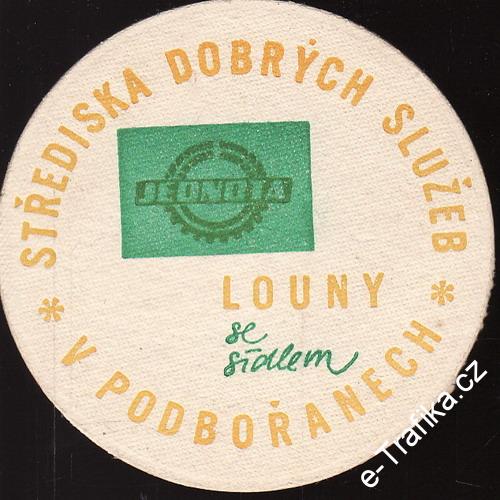 STŘEDISKA DOBRÝCH SLUŽEB
JEDNOTA
LOUNY
se
sídlem
* V PODBOŘANECH *
e-Trafika.cz